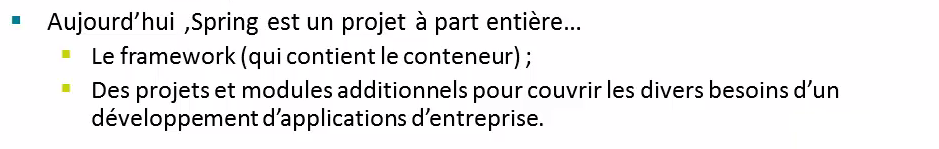 Aujourd’hui ,Spring est un projet à part entière…
Le framework (qui contient le conteneur) ;
Des projets et modules additionnels pour couvrir les divers besoins d’un
développement d’applications d’entreprise.